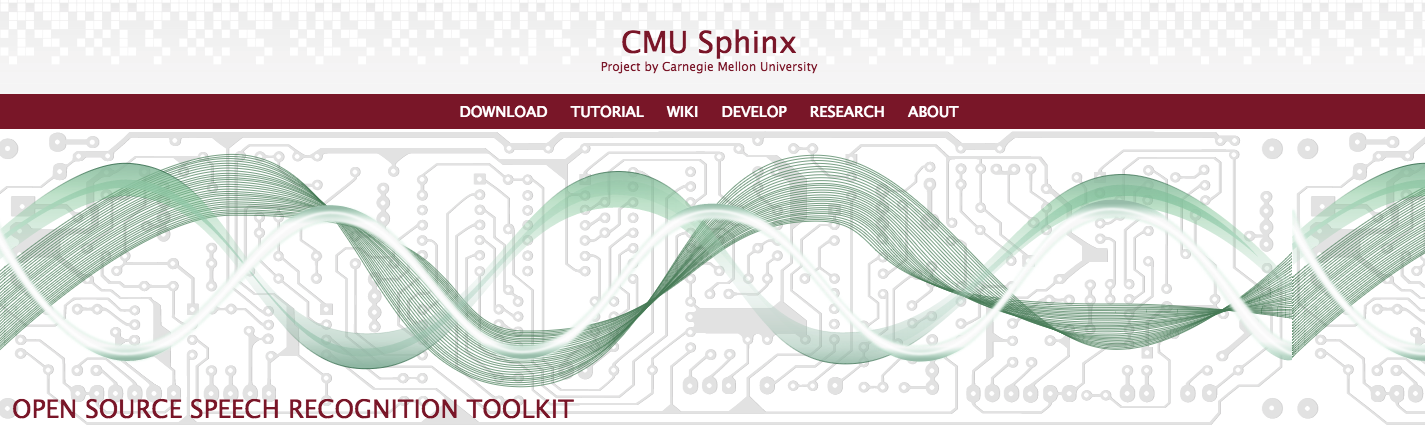 CMU Sphinx
Project by Carnegie Mellon University
DOWNLOAD TUTORIAL WIKI DEVELOP RESEARCH ABOUT
OPEN SOURCE SPEECH RECOGNITION TOOLKIT